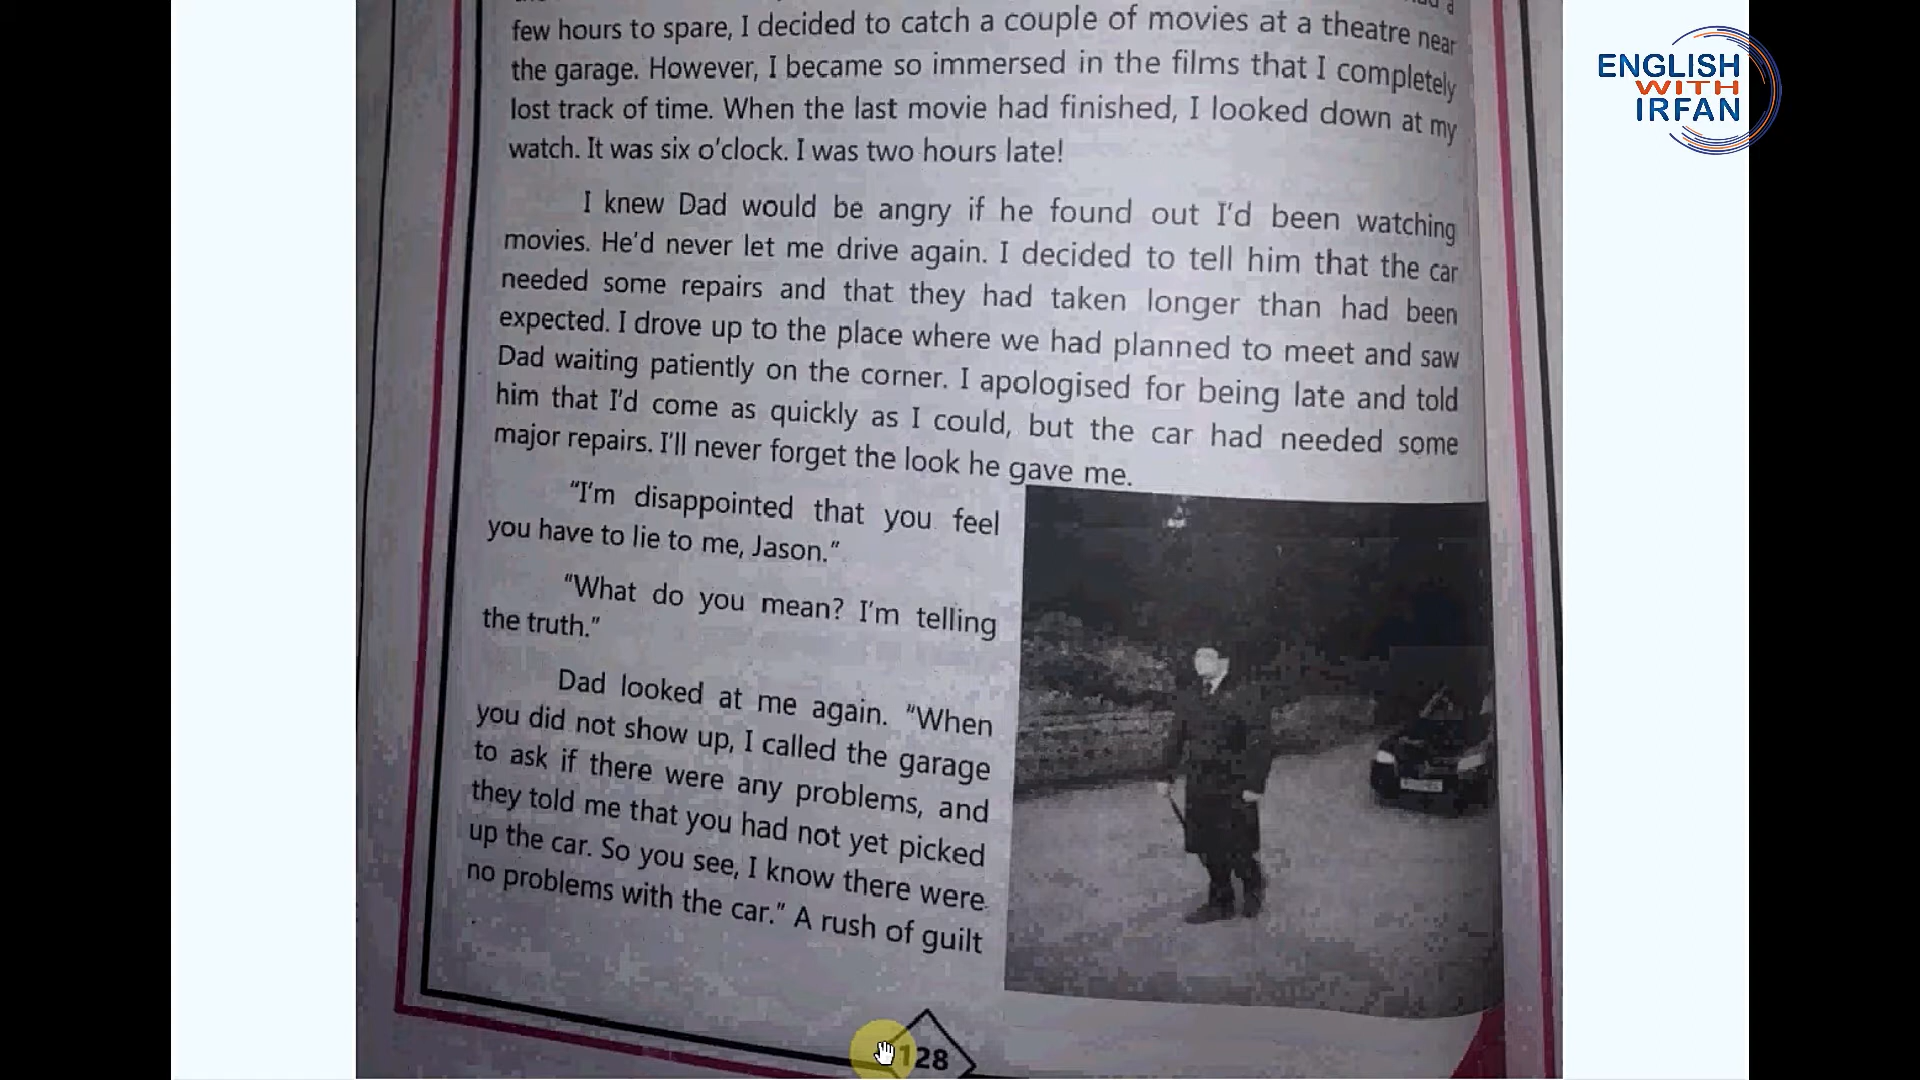 few hours to spare, I decided to catch a couple of movies at a theatre near
the garage. However, I became so immersed in the films that I completely
lost track of time. When the last movie had finished, I looked down at my
watch. It was six o'clock. I was two hours late!
I knew Dad would be angry if he found out I'd been watching
movies. He'd never let me drive again. I decided to tell him that the car
needed some repairs and that they had taken longer than had been
expected. I drove up to the place where we had planned to meet and saw
Dad waiting patiently on the corner. I apologised for being late and told
him that I'd come as quickly as I could, but the car had needed some
major repairs. I'll never forget the look he gave me.
"I'm disappointed that you feel
you have to lie to me, Jason."
"What do you mean? I'm telling
the truth."
Dad looked at me again. "When
you did not show up, I called the garage
to ask if there were any problems, and
they told me that you had not yet picked
up the car. So you see, I know there were
no problems with the car." A rush of guilt
128
ENGLISH
WITH
IRFAN